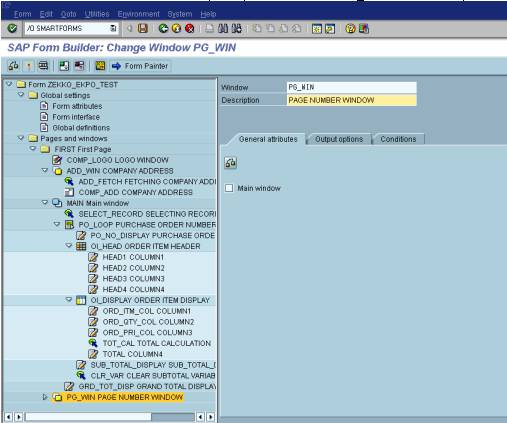 Form Edit Goto Utilities Environment System Help
/O SMARTFORMS
SAP Form Builder: Change Window PG_WIN
Form Painter
Form ZEKKO_EKPO_TEST
Global settings
Form attributes
Form interface
Global definitions
Pages and windows
FIRST First Page
COMP_LOGO LOGO WINDOW
ADD_WIN COMPANY ADDRESS
ADD_FETCH FETCHING COMPANY ADD
COMP_ADD COMPANY ADDRESS
MAIN Main window
SELECT_RECORD SELECTING RECOR
PO_LOOP PURCHASE ORDER NUMBER
PO_NO_DISPLAY PURCHASE ORDE
OI_HEAD ORDER ITEM HEADER
HEAD1 COLUMN1
HEAD2 COLUMN2
HEAD3 COLUMN3
HEAD4 COLUMN4
OI_DISPLAY ORDER ITEM DISPLAY
ORD_ITM_COL COLUMN1
ORD_QTY_COL COLUMN2
ORD_PRI_COL COLUMN3
TOT_CAL TOTAL CALCULATION
TOTAL COLUMN4
SUB_TOTAL_DISPLAY SUB_TOTAL_
CLR_VAR CLEAR SUBTOTAL VARIAB
GRD_TOT_DISP GRAND TOTAL DISPLA
PG_WIN PAGE NUMBER WINDOW
Window PG_WIN
Description PAGE NUMBER WINDOW
General attributes Output options Conditions
Main window